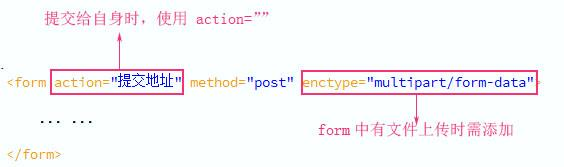 提交给自身时，使用 action=””
<form action="提交地址" method="post" enctype="multipart/form-data">
... ...
form 中有文件上传时需添加
</form>